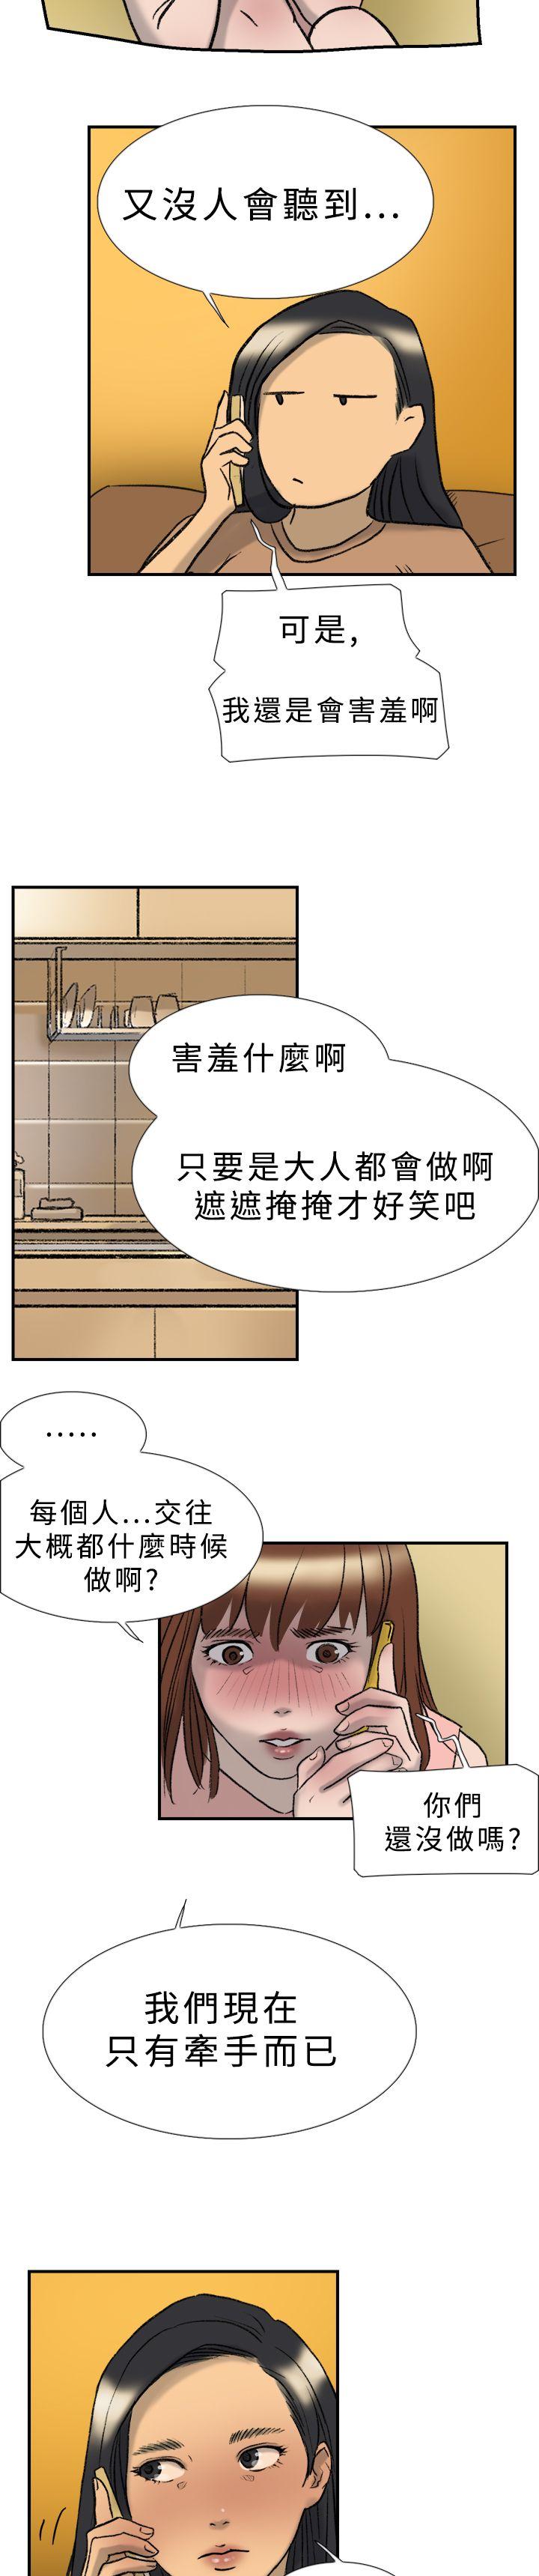 又沒人會聽到...
可是,
我還是會害羞啊
害羞什麼啊
只要是大人都會做啊
遮遮掩掩才好笑吧
.....
每個人...交往
大概都什麼時候
做啊?
你們
還沒做嗎?
我們現在
只有牽手而已